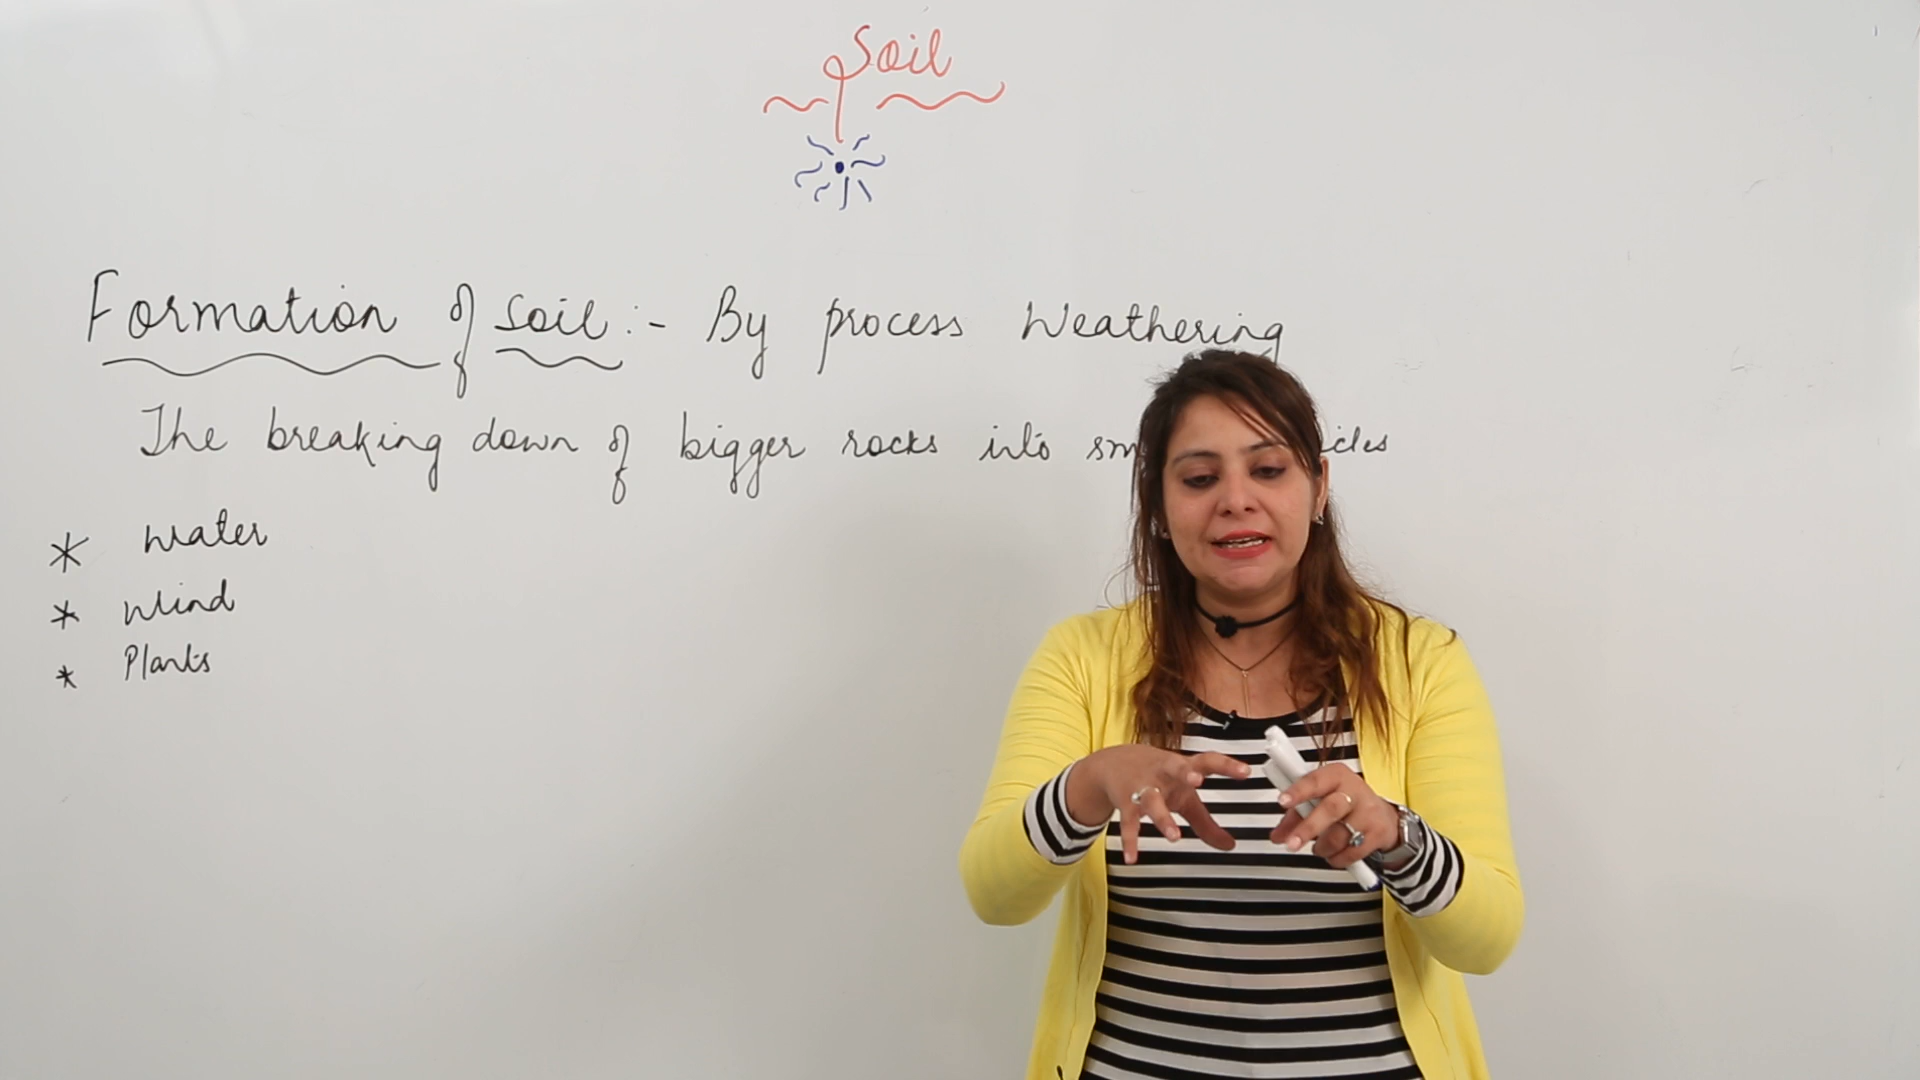 Soil
Formation of Soil :- By process Weathering
The breaking down of bigger rocks into
* Water
* Wind
* Plants